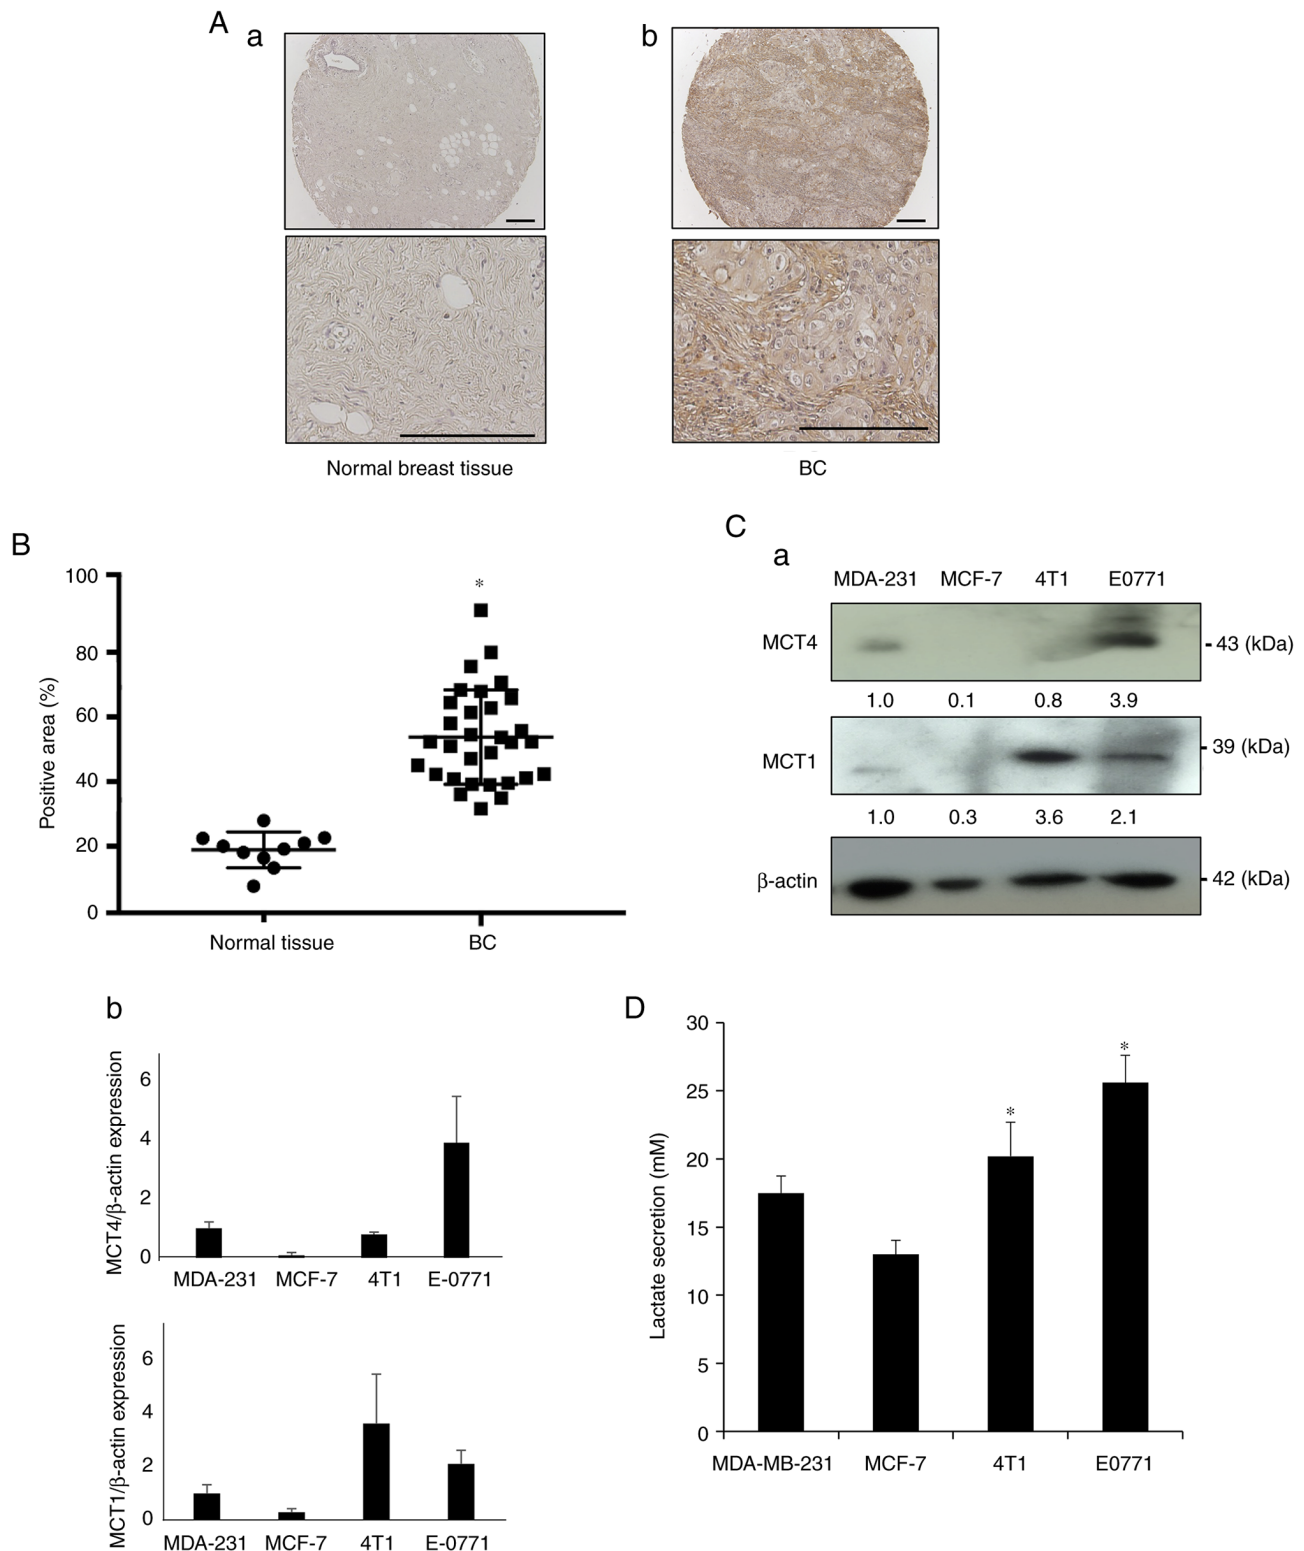 A
a
b
Normal breast tissue
BC
B
Positive area (%)
100
80
60
40
20
0
*
Normal tissue
BC
C
a
MDA-231 MCF-7 4T1 E0771
MCT4
43 (kDa)
1.0 0.1 0.8 3.9
MCT1
39 (kDa)
1.0 0.3 3.6 2.1
β-actin
42 (kDa)
b
MCT4/β-actin expression
6
4
2
0
MDA-231 MCF-7 4T1 E-0771
MCT1/β-actin expression
6
4
2
0
MDA-231 MCF-7 4T1 E-0771
D
Lactate secretion (mM)
30
25
20
15
10
5
0
*
*
MDA-MB-231 MCF-7 4T1 E0771